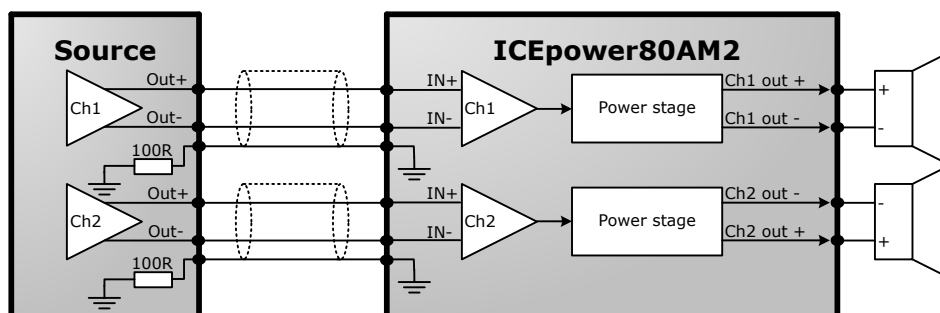 Source
ICEpower80AM2
Out+
Ch1
Out-
100R
IN+
Ch1
IN-
Power stage
Ch1 out +
Ch1 out -
+
-
Out+
Ch2
Out-
100R
IN+
Ch2
IN-
Power stage
Ch2 out -
Ch2 out +
-
+